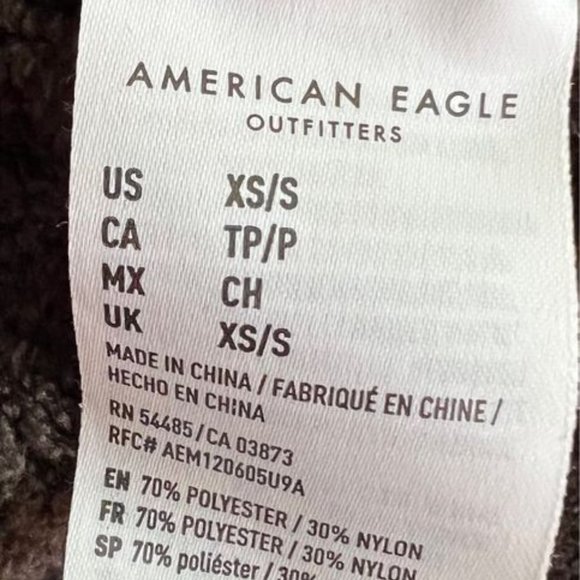 AMERICAN EAGLE
OUTFITTERS
US XS/S
CA TP/P
MX CH
UK XS/S
MADE IN CHINA / FABRIQUÉ EN CHINE /
HECHO EN CHINA
RN 54485 / CA 03873
RFC# AEM120605U9A
EN 70% POLYESTER / 30% NYLON
FR 70% POLYESTER / 30% NYLON
SP 70% poliéster / 30%